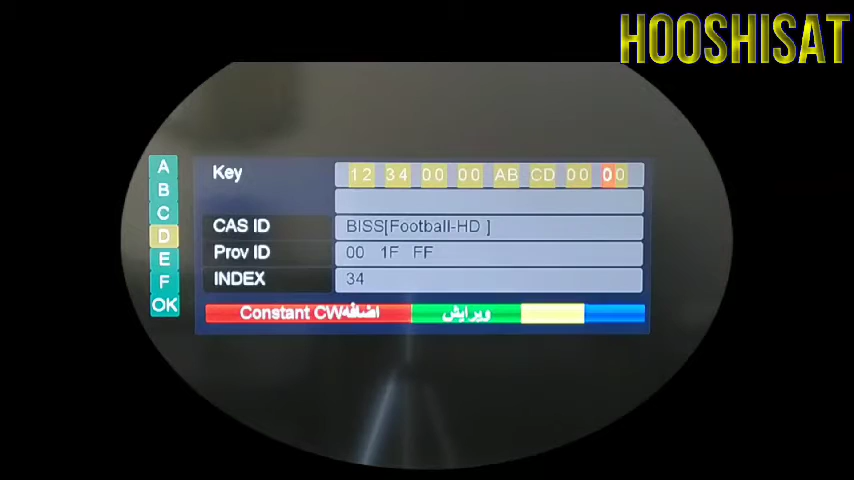 HOOSHISAT
A
B
C
D
E
F
OK
Key 12 34 00 00 AB CD 00 00
CAS ID BISS[Football-HD ]
Prov ID 00 1F FF
INDEX 34
Constant CWاضافه ویرایش